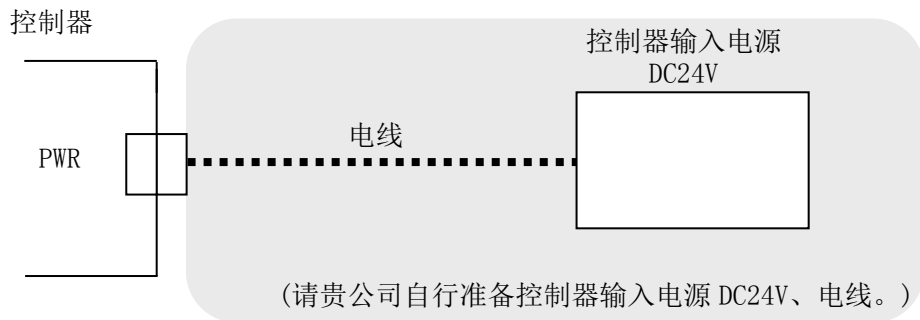 控制器
控制器输入电源
DC24V
电线
PWR
(请贵公司自行准备控制器输入电源 DC24V、电线。)